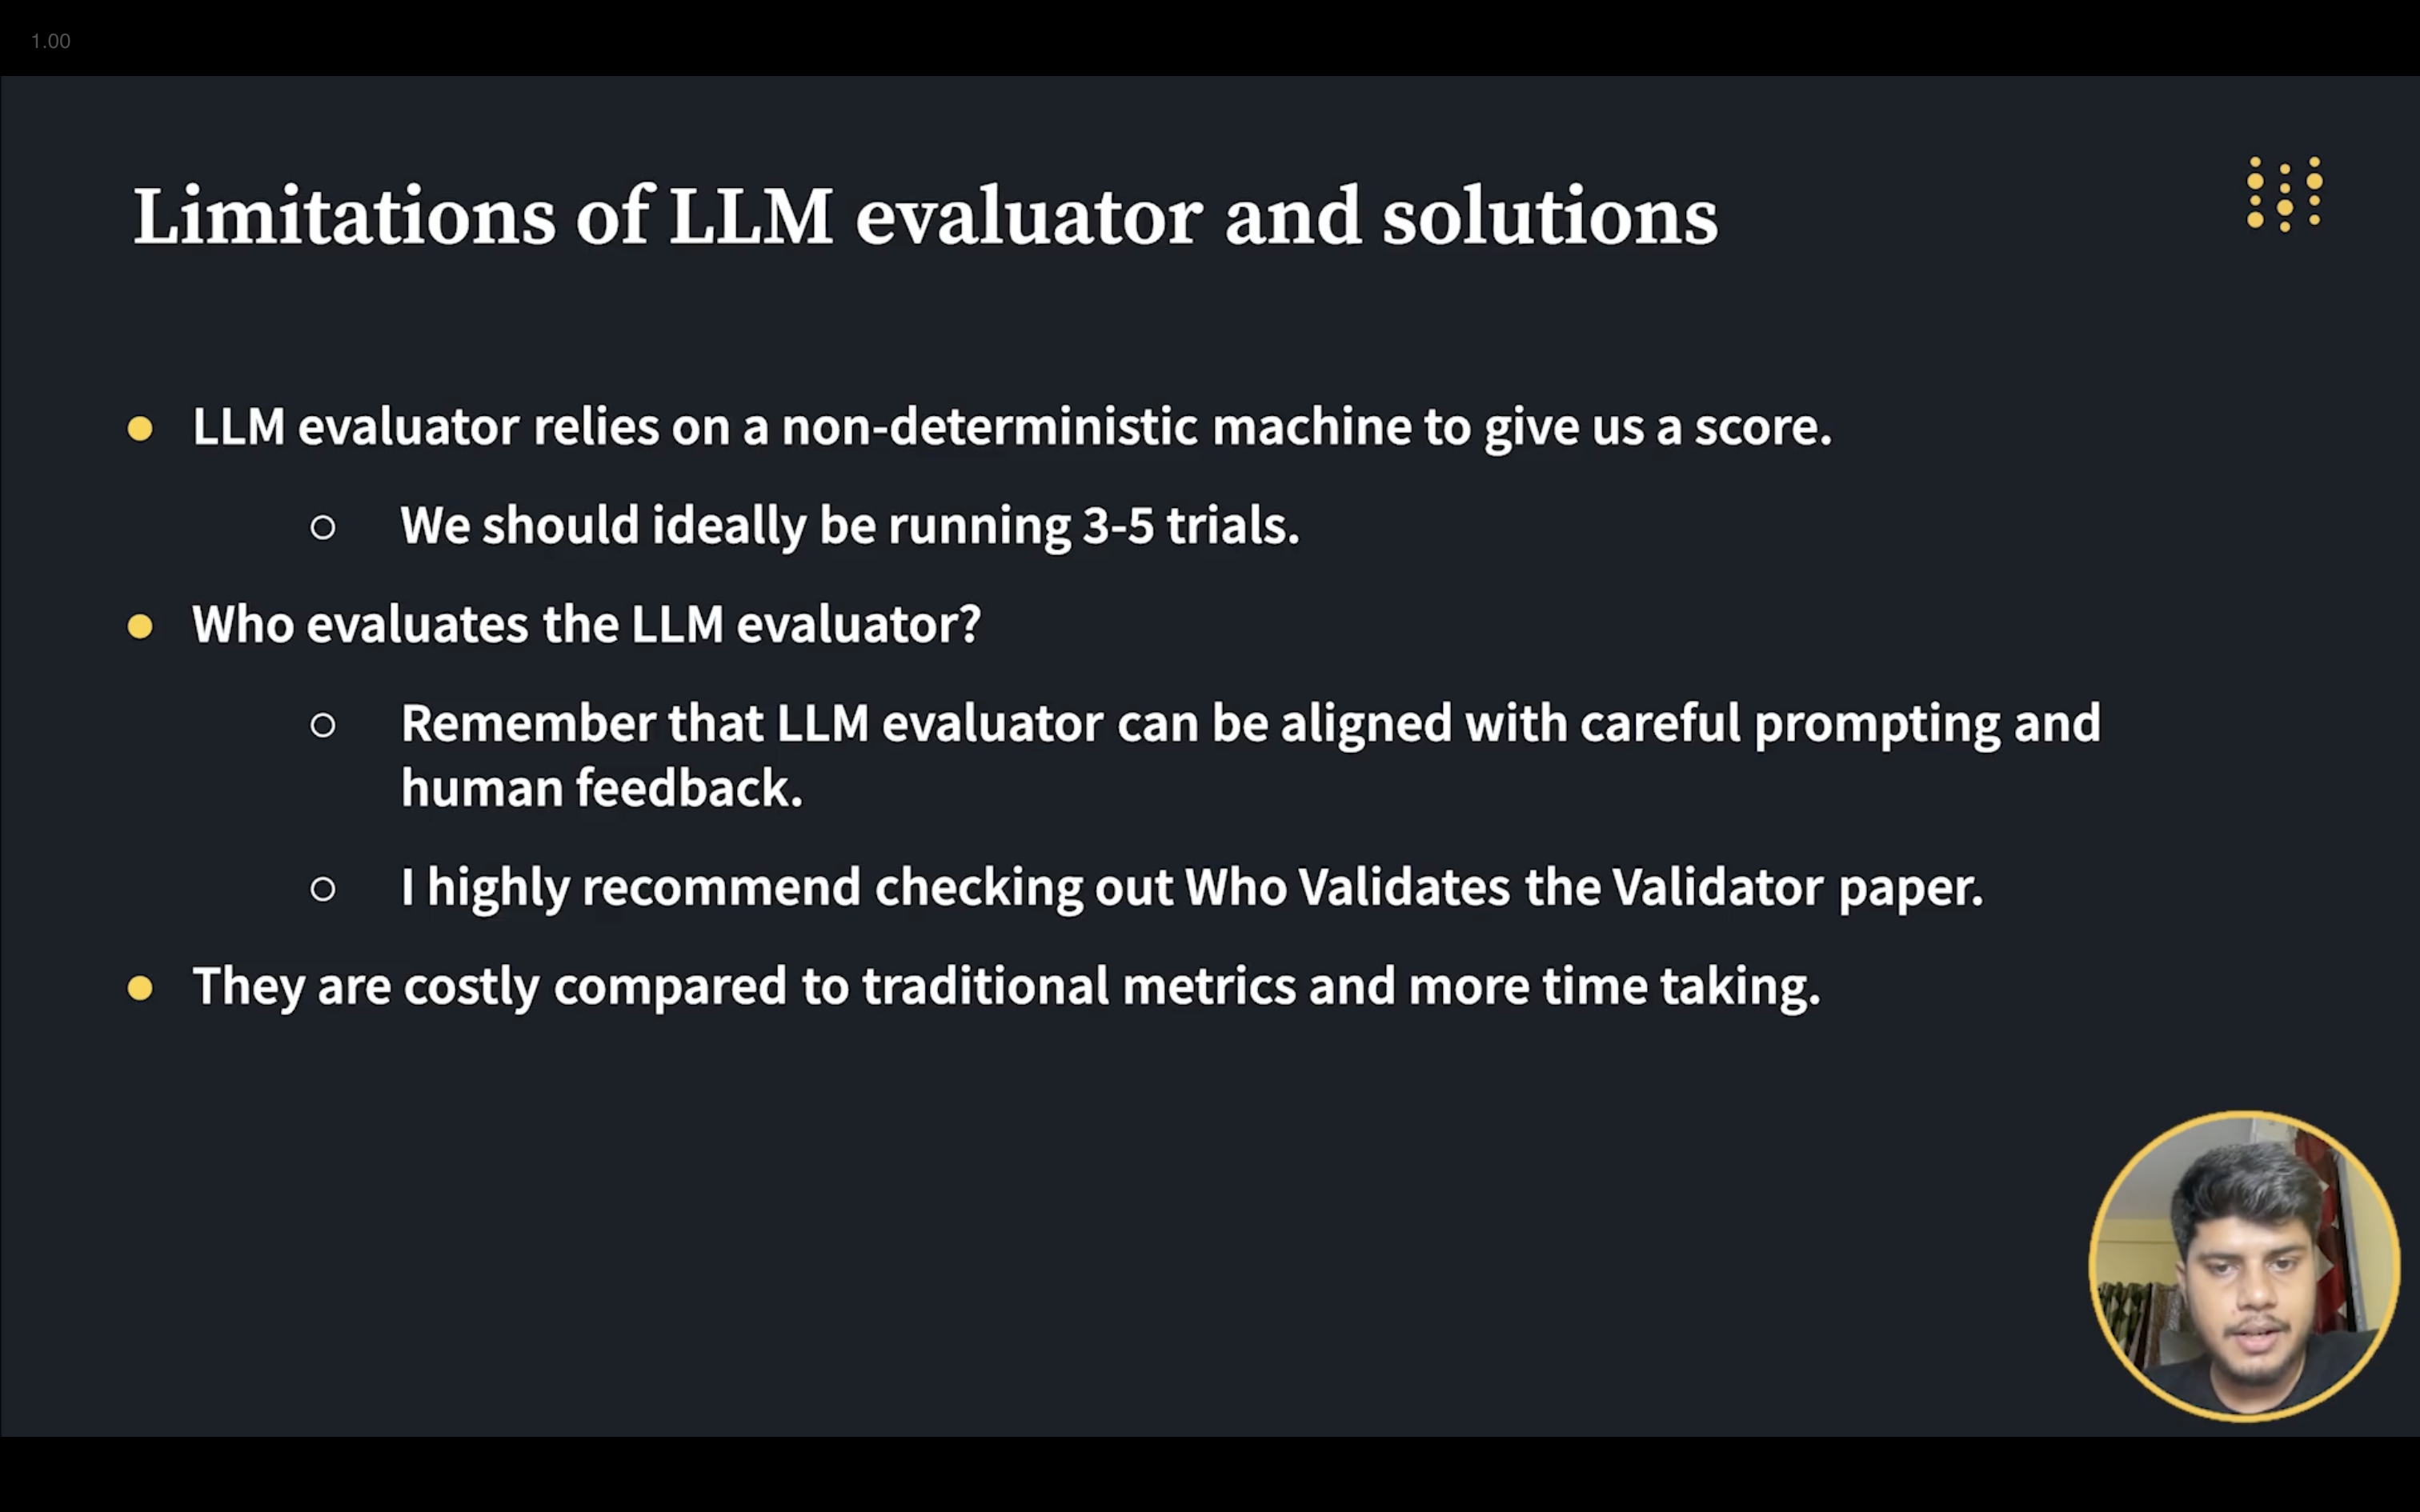 1.00
Limitations of LLM evaluator and solutions
LLM evaluator relies on a non-deterministic machine to give us a score.
We should ideally be running 3-5 trials.
Who evaluates the LLM evaluator?
Remember that LLM evaluator can be aligned with careful prompting and
human feedback.
I highly recommend checking out Who Validates the Validator paper.
They are costly compared to traditional metrics and more time taking.